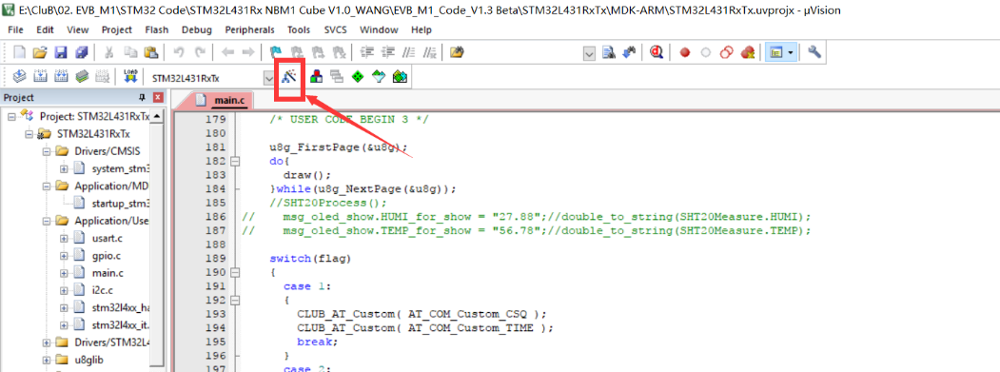 E:\CluB\02. EVB_M1\STM32 Code\STM32L431Rx NBM1 Cube V1.0_WANG\EVB_M1_Code_V1.3 Beta\STM32L431RxTx\MDK-ARM\STM32L431RxTx.uvprojx - µVision
File Edit View Project Flash Debug Peripherals Tools SVCS Window Help
LOAD STM32L431RxTx
Project
main.c
Project: STM32L431RxTx
STM32L431RxTx
Drivers/CMSIS
system_stm3
Application/MD
startup_stm3
Application/Use
usart.c
gpio.c
main.c
i2c.c
stm32l4xx_ha
stm32l4xx_it.
Drivers/STM32L4
u8glib
179 /* USER CODE BEGIN 3 */
180
181 u8g_FirstPage(&u8g);
182 do{
183 draw();
184 }while(u8g_NextPage(&u8g));
185 //SHT20Process();
186 // msg_oled_show.HUMI_for_show = "27.88";//double_to_string(SHT20Measure.HUMI);
187 // msg_oled_show.TEMP_for_show = "56.78";//double_to_string(SHT20Measure.TEMP);
188
189 switch(flag)
190 {
191 case 1:
192 {
193 CLUB_AT_Custom( AT_COM_Custom_CSQ );
194 CLUB_AT_Custom( AT_COM_Custom_TIME );
195 break;
196 }
197 case 2: